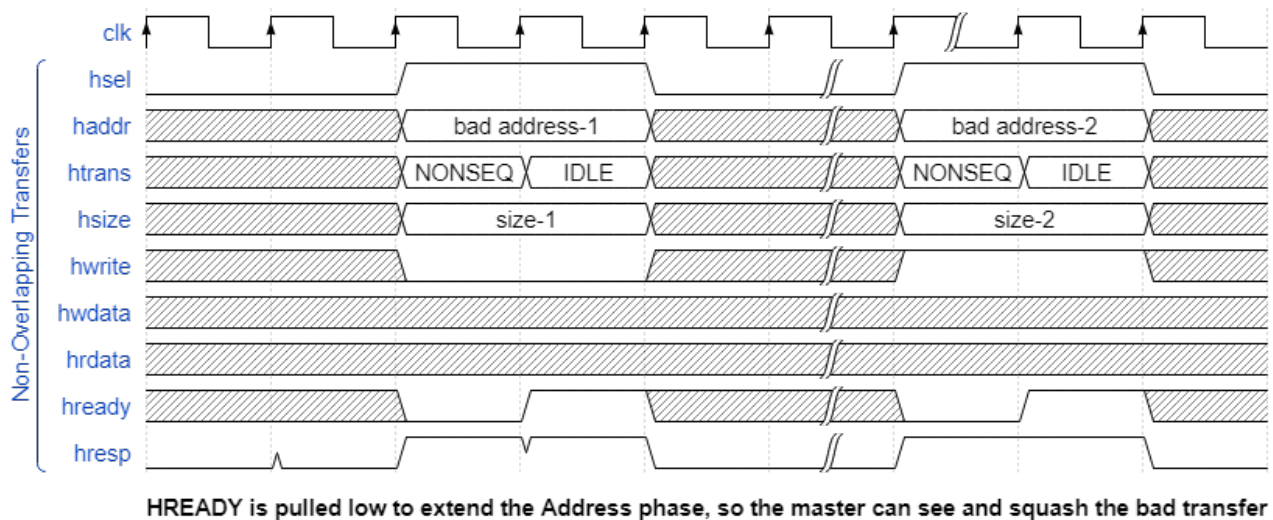 clk
hsel
haddr bad address-1 bad address-2
htrans NONSEQ IDLE NONSEQ IDLE
hsize size-1 size-2
hwrite
hwdata
hrdata
hready
hresp
Non-Overlapping Transfers
HREADY is pulled low to extend the Address phase, so the master can see and squash the bad transfer